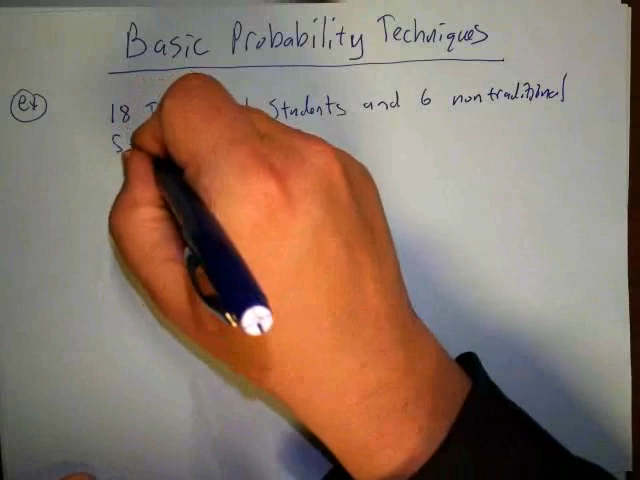 Basic Probability Techniques
ex 18 Students and 6 nontraditional